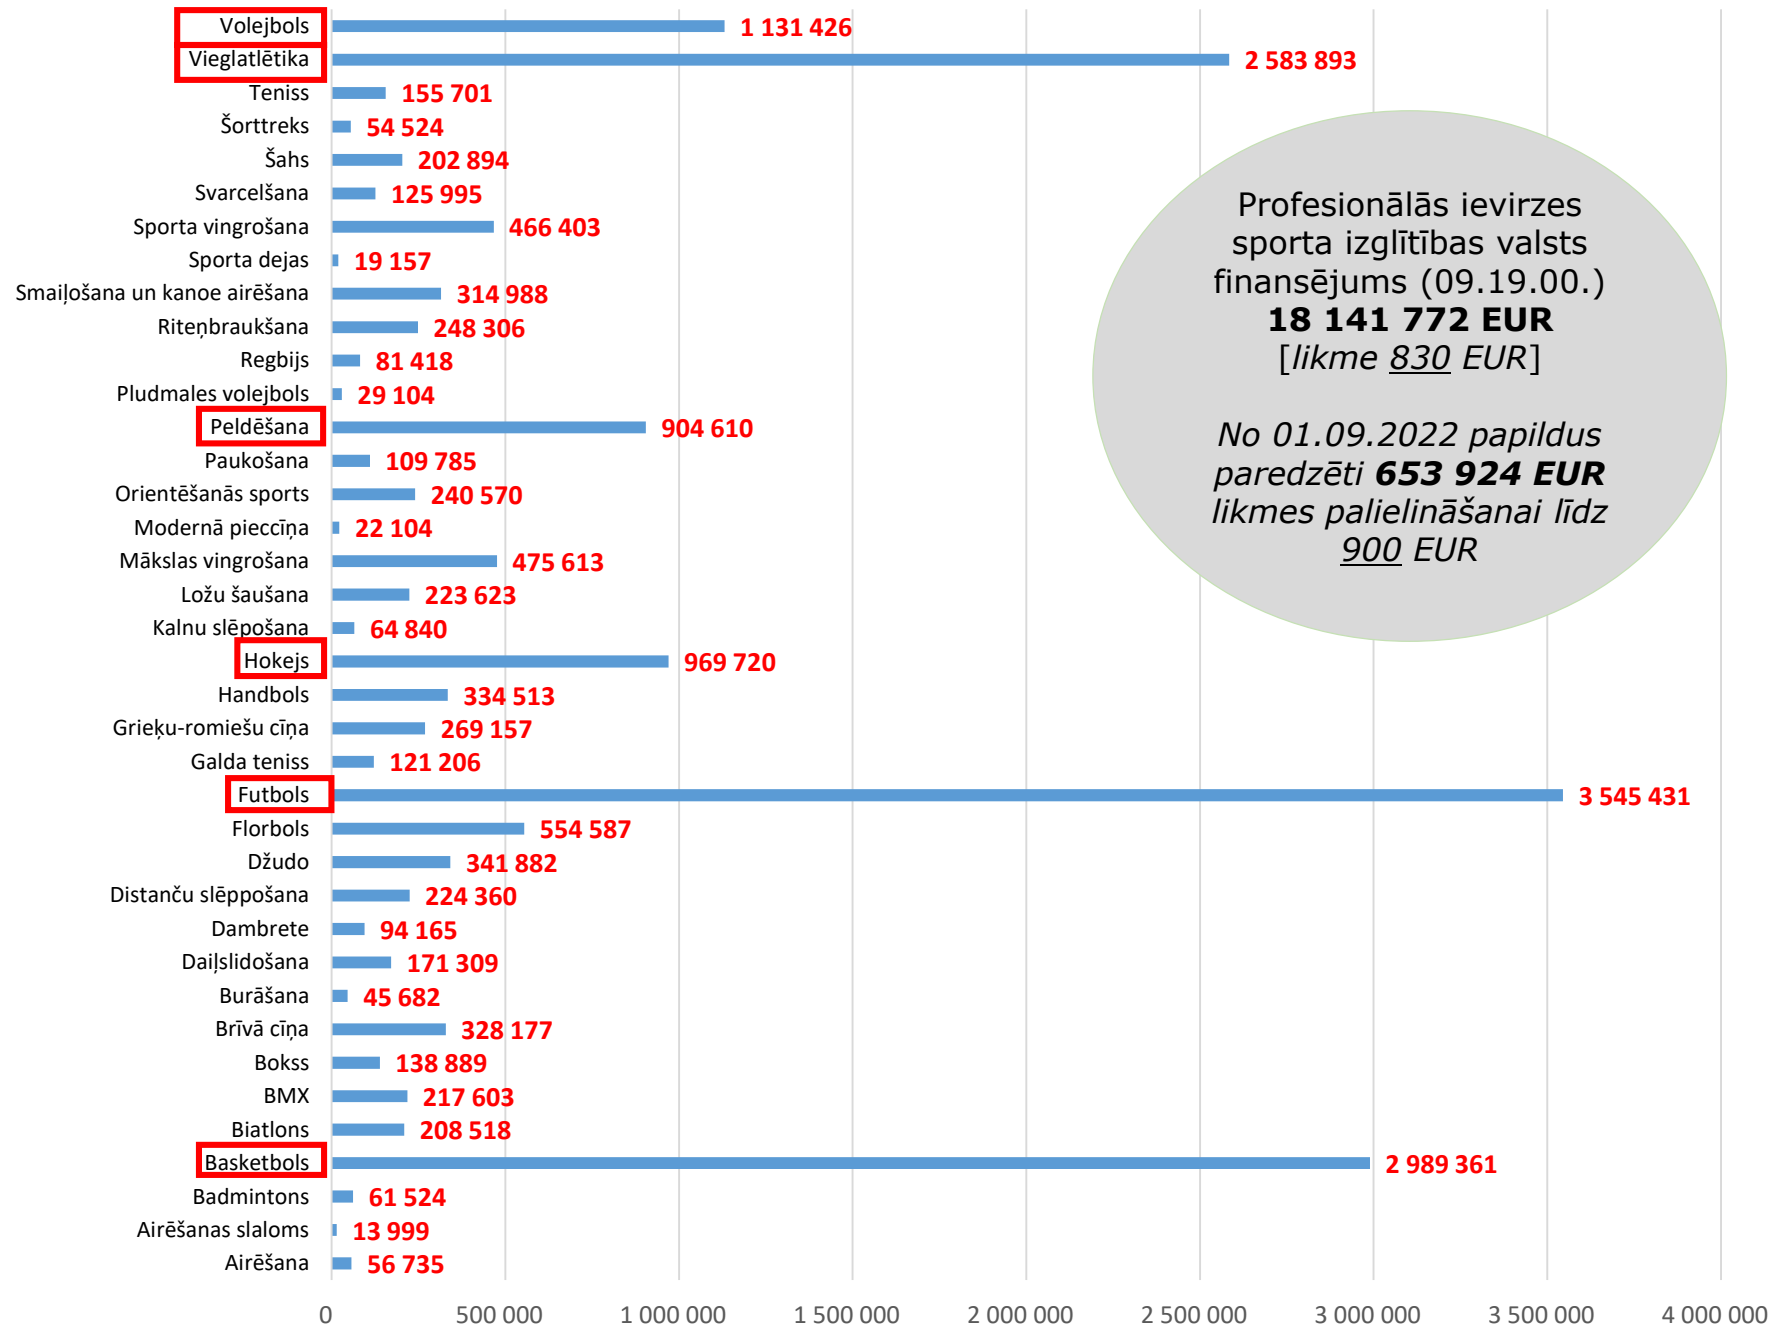 Volejbols 1 131 426
Vieglatlētika 2 583 893
Teniss 155 701
Šorttreks 54 524
Šahs 202 894
Svarcelšana 125 995
Sporta vingrošana 466 403
Sporta dejas 19 157
Smaiļošana un kanoe airēšana 314 988
Riteņbraukšana 248 306
Regbijs 81 418
Pludmales volejbols 29 104
Peldēšana 904 610
Paukošana 109 785
Orientēšanās sports 240 570
Modernā pieccīņa 22 104
Mākslas vingrošana 475 613
Ložu šaušana 223 623
Kalnu slēpošana 64 840
Hokejs 969 720
Handbols 334 513
Grieķu-romiešu cīņa 269 157
Galda teniss 121 206
Futbols 3 545 431
Florbols 554 587
Džudo 341 882
Distanču slēppošana 224 360
Dambrete 94 165
Daiļslidošana 171 309
Burāšana 45 682
Brīvā cīņa 328 177
Bokss 138 889
BMX 217 603
Biatlons 208 518
Basketbols 2 989 361
Badmintons 61 524
Airēšanas slaloms 13 999
Airēšana 56 735
0 500 000 1 000 000 1 500 000 2 000 000 2 500 000 3 000 000 3 500 000 4 000 000
Profesionālās ievirzes
sporta izglītības valsts
finansējums (09.19.00.)
18 141 772 EUR
[likme 830 EUR]
No 01.09.2022 papildus
paredzēti 653 924 EUR
likmes palielināšanai līdz
900 EUR